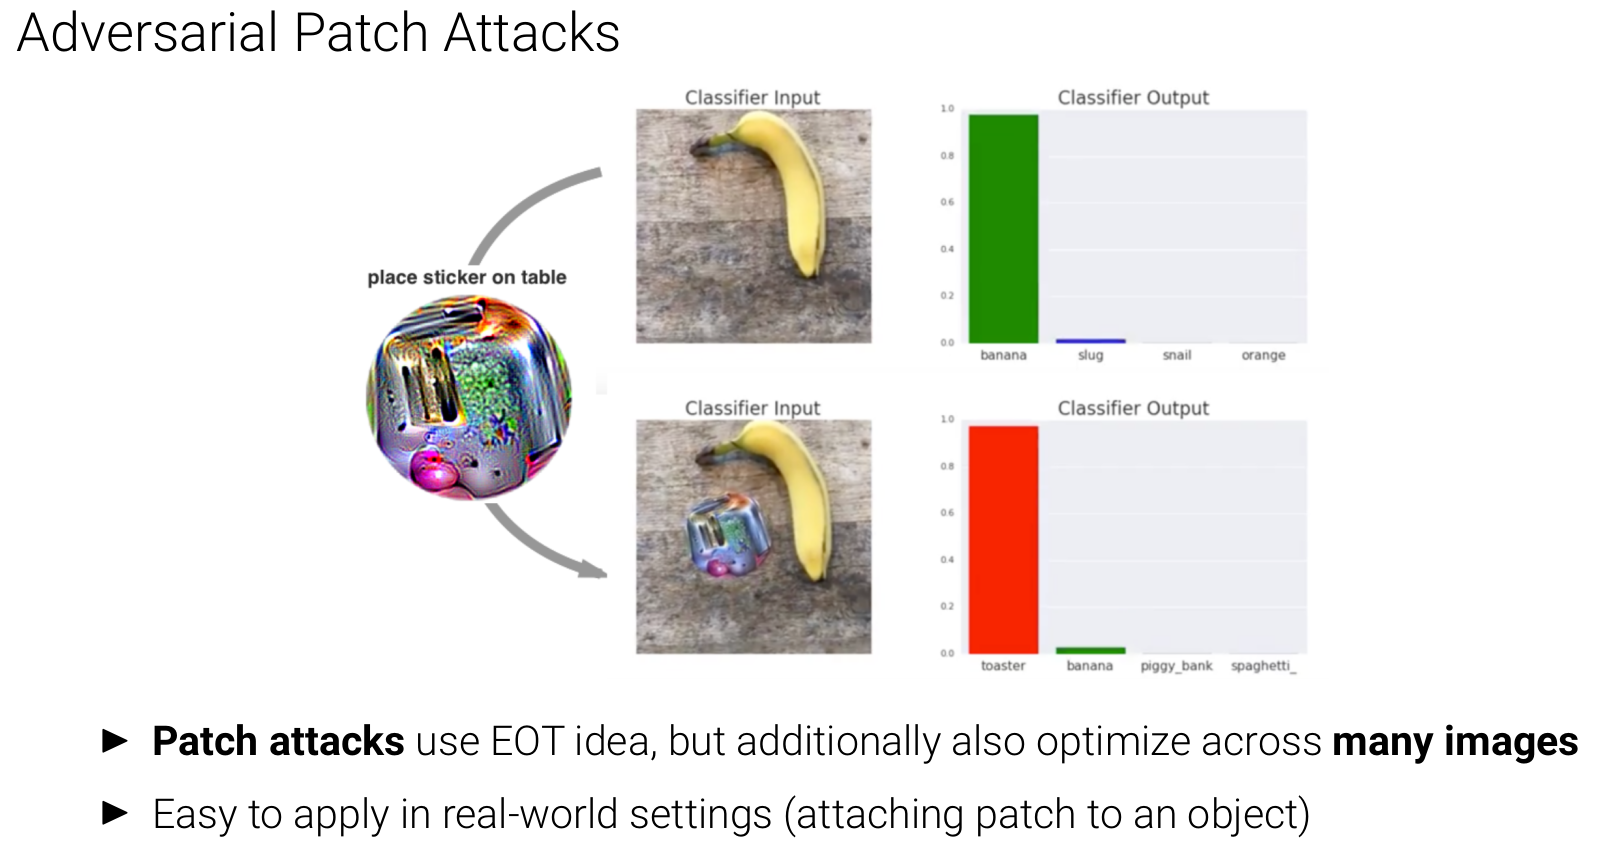 Adversarial Patch Attacks
Classifier Input
Classifier Output
1.0
0.8
0.6
0.4
0.2
0.0
banana slug snail orange
place sticker on table
Classifier Input
Classifier Output
1.0
0.8
0.6
0.4
0.2
0.0
toaster banana piggy_bank spaghetti_
► Patch attacks use EOT idea, but additionally also optimize across many images
► Easy to apply in real-world settings (attaching patch to an object)